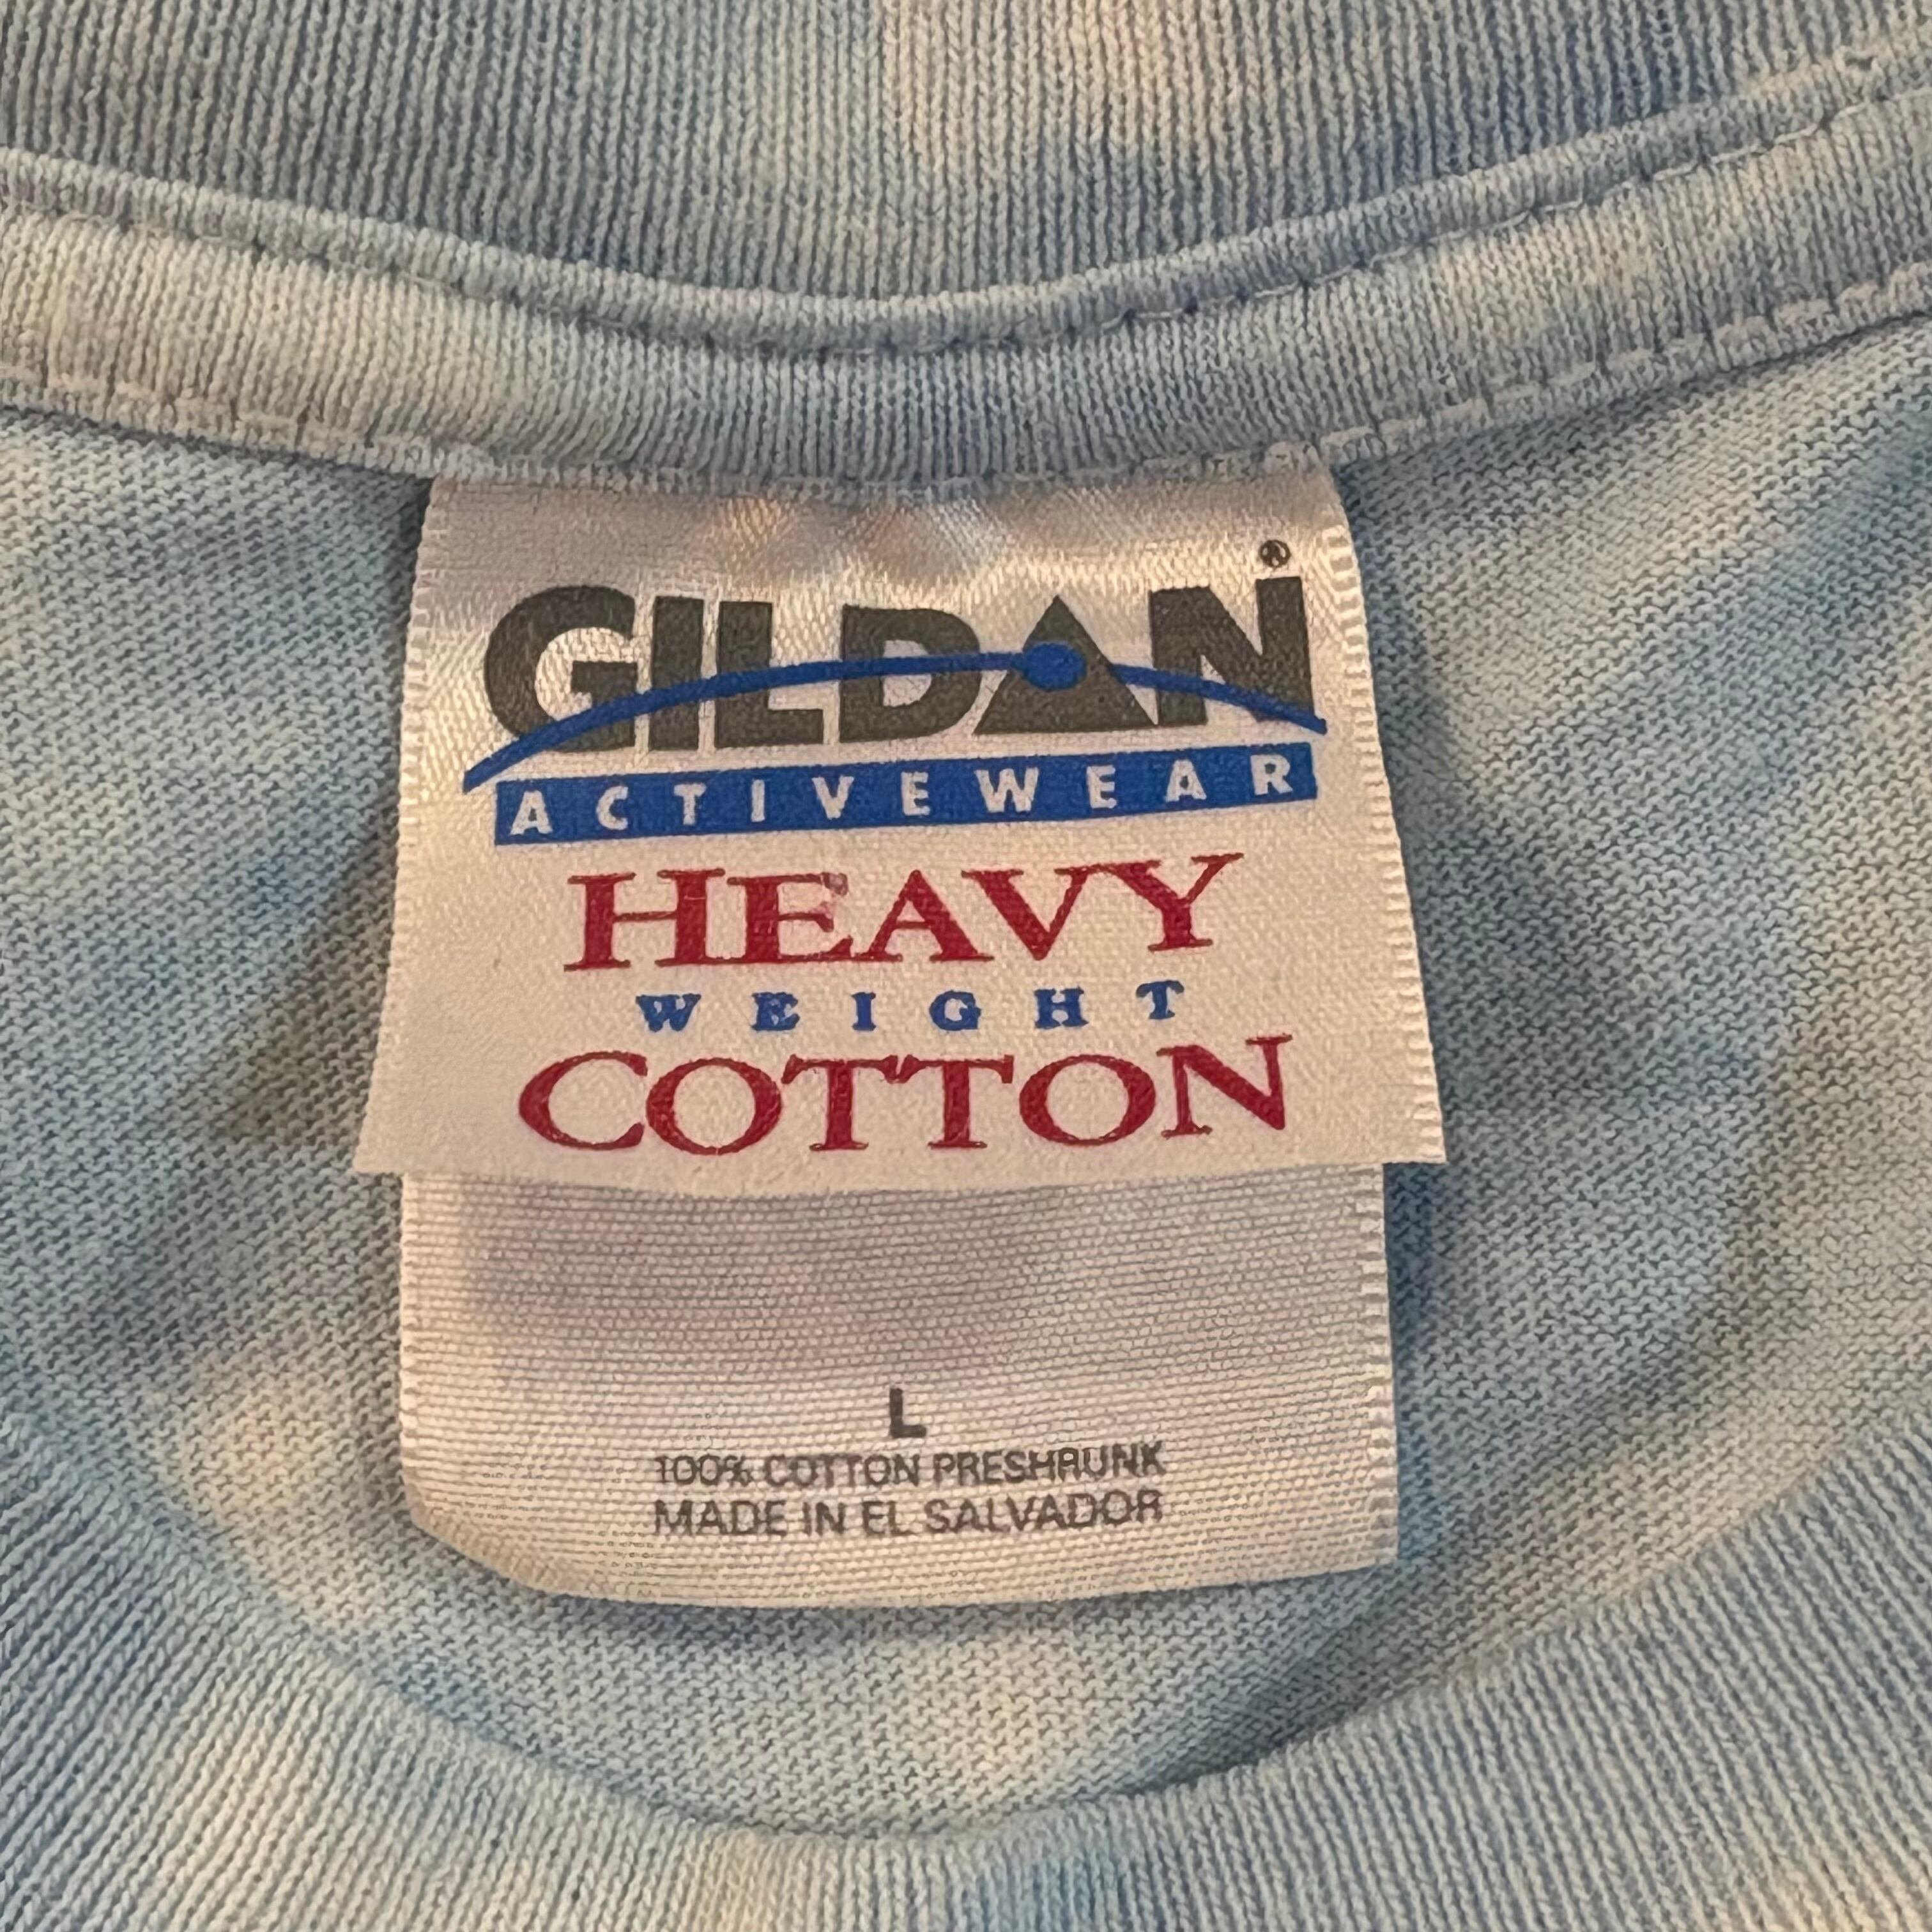 GILDAN®
ACTIVEWEAR
HEAVY
WEIGHT
COTTON
L
100% COTTON PRESHRUNK
MADE IN EL SALVADOR